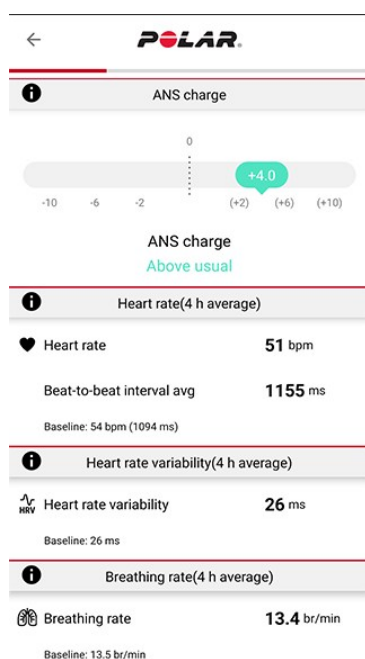 POLAR.
ANS charge
0
+4.0
-10 -6 -2 (+2) (+6) (+10)
ANS charge
Above usual
Heart rate(4 h average)
Heart rate 51 bpm
Beat-to-beat interval avg 1155 ms
Baseline: 54 bpm (1094 ms)
Heart rate variability(4 h average)
HRV Heart rate variability 26 ms
Baseline: 26 ms
Breathing rate(4 h average)
Breathing rate 13.4 br/min
Baseline: 13.5 br/min